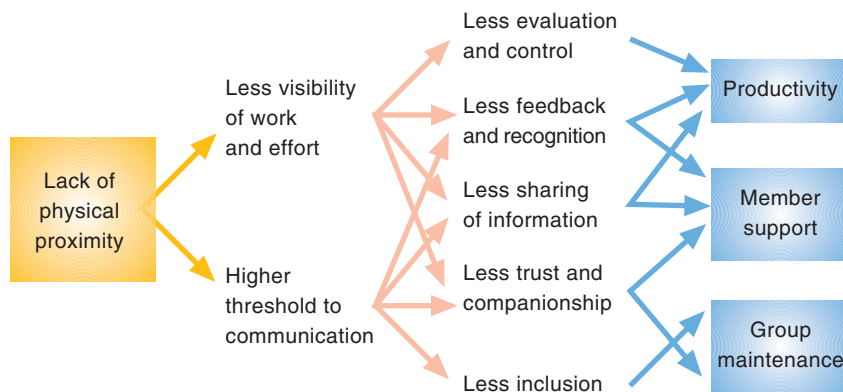 Lack of
physical
proximity
Less visibility
of work
and effort
Higher
threshold to
communication
Less evaluation
and control
Less feedback
and recognition
Less sharing
of information
Less trust and
companionship
Less inclusion
Productivity
Member
support
Group
maintenance